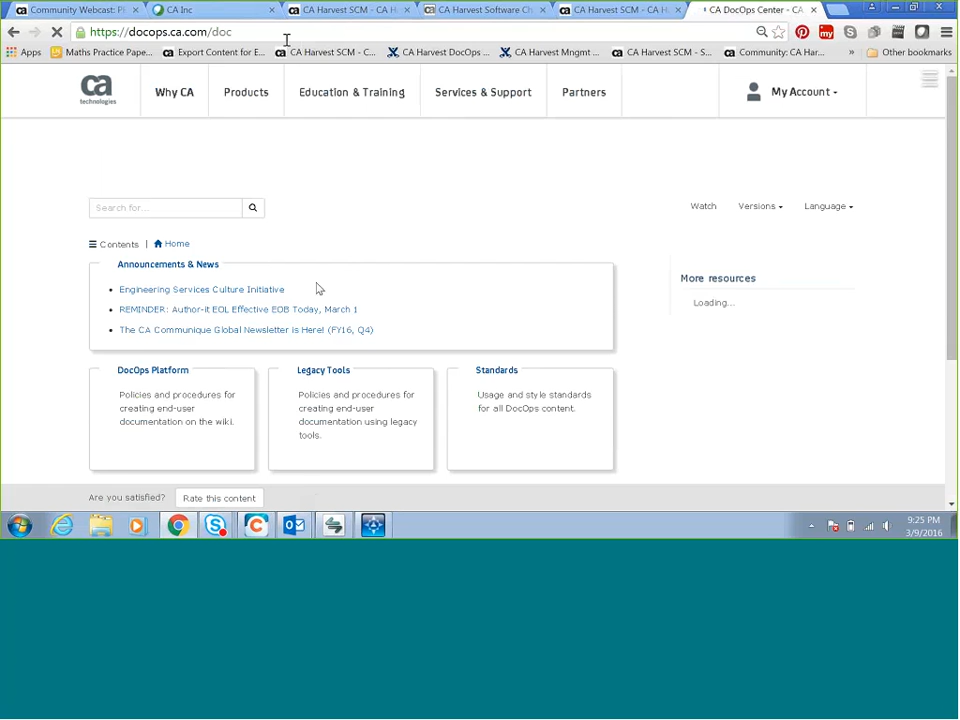 Community Webcast: Pi
CA Inc
CA Harvest SCM - CA H
CA Harvest Software Ch
CA Harvest SCM - CA H
CA DocOps Center - CA
https://docops.ca.com/doc
Apps
Maths Practice Pape...
Export Content for E...
CA Harvest SCM - C...
CA Harvest DocOps ...
CA Harvest Mngmt ...
CA Harvest SCM - S...
Community: CA Har...
»
Other bookmarks
ca
technologies
Why CA
Products
Education & Training
Services & Support
Partners
My Account
Search for...
Watch
Versions
Language
Contents | Home
Announcements & News
More resources
Engineering Services Culture Initiative
Loading...
REMINDER: Author-it EOL Effective EOB Today, March 1
The CA Communique Global Newsletter is Here! (FY16, Q4)
DocOps Platform
Policies and procedures for
creating end-user
documentation on the wiki.
Legacy Tools
Policies and procedures for
creating end-user
documentation using legacy
tools.
Standards
Usage and style standards
for all DocOps content.
Are you satisfied?
Rate this content
9:25 PM
3/9/2016